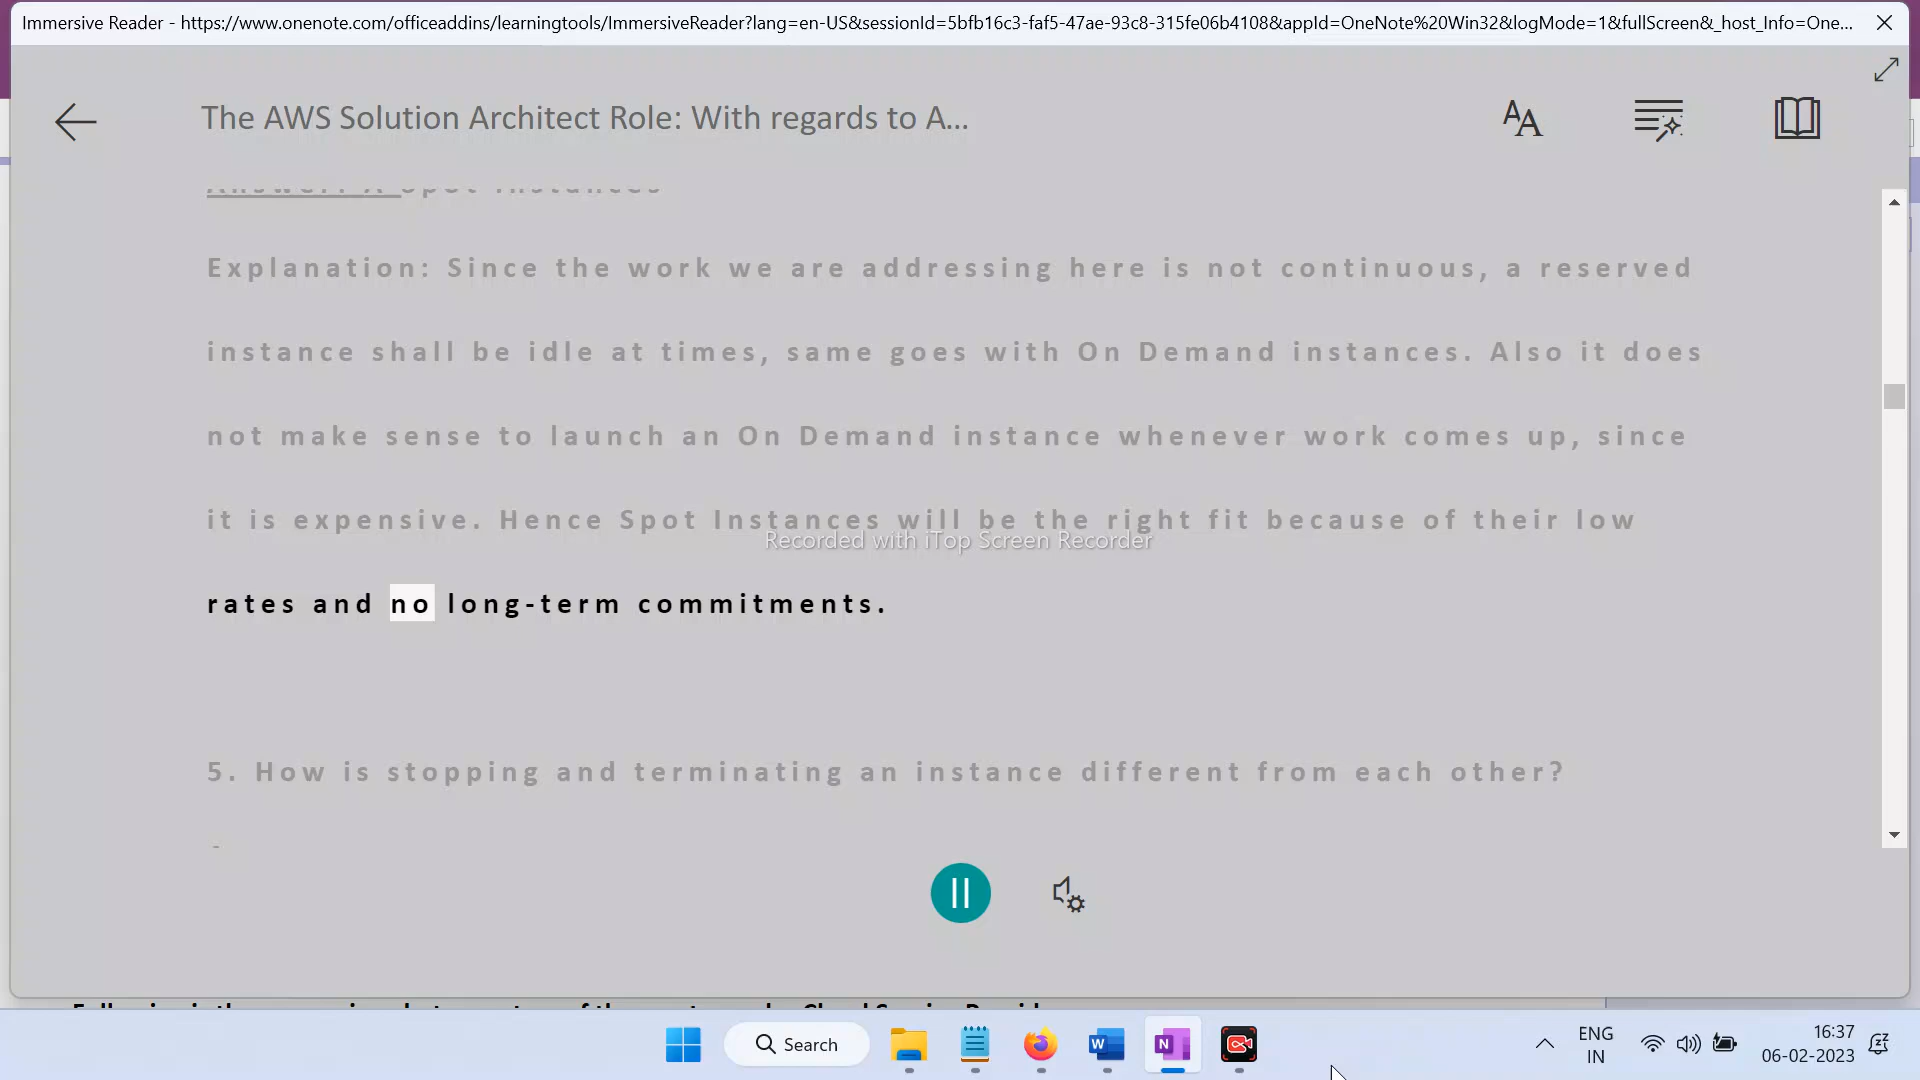 Immersive Reader - https://www.onenote.com/officeaddins/learningtools/ImmersiveReader?lang=en-US&sessionId=5bfb16c3-faf5-47ae-93c8-315fe06b4108&appId=OneNote%20Win32&logMode=1&fullScreen&_host_Info=One...
The AWS Solution Architect Role: With regards to A...
Answer: A Spot Instances
Explanation: Since the work we are addressing here is not continuous, a reserved
instance shall be idle at times, same goes with On Demand instances. Also it does
not make sense to launch an On Demand instance whenever work comes up, since
it is expensive. Hence Spot Instances will be the right fit because of their low
Recorded with iTop Screen Recorder
rates and no long-term commitments.
5. How is stopping and terminating an instance different from each other?
Search
ENG
IN
16:37
06-02-2023